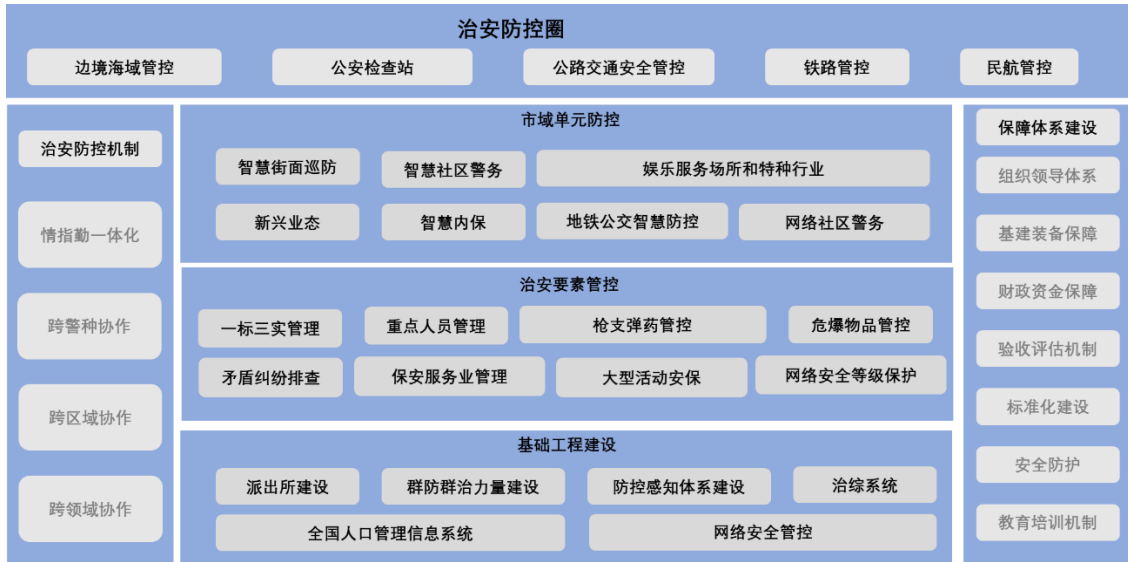 治安防控圈
边境海域管控
公安检查站
公路交通安全管控
铁路管控
民航管控
治安防控机制
情指勤一体化
跨警种协作
跨区域协作
跨领域协作
市域单元防控
智慧街面巡防
智慧社区警务
娱乐服务场所和特种行业
新兴业态
智慧内保
地铁公交智慧防控
网络社区警务
治安要素管控
一标三实管理
重点人员管理
枪支弹药管控
危爆物品管控
矛盾纠纷排查
保安服务业管理
大型活动安保
网络安全等级保护
基础工程建设
派出所建设
群防群治力量建设
防控感知体系建设
治综系统
全国人口管理信息系统
网络安全管控
保障体系建设
组织领导体系
基建装备保障
财政资金保障
验收评估机制
标准化建设
安全防护
教育培训机制